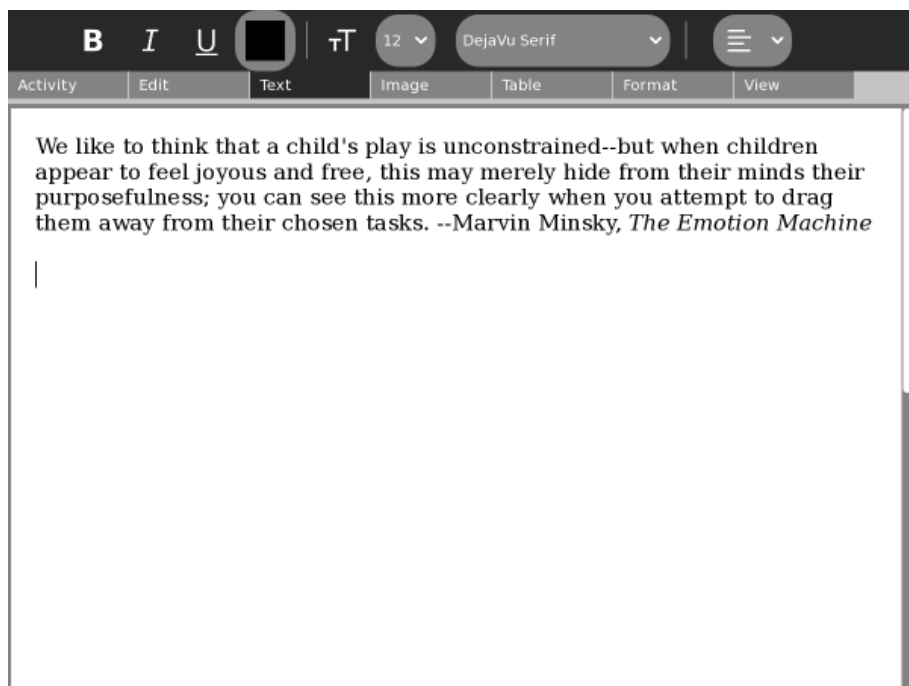 B I U TT 12 DejaVu Serif
Activity Edit Text Image Table Format View
We like to think that a child's play is unconstrained--but when children
appear to feel joyous and free, this may merely hide from their minds their
purposefulness; you can see this more clearly when you attempt to drag
them away from their chosen tasks. --Marvin Minsky, The Emotion Machine